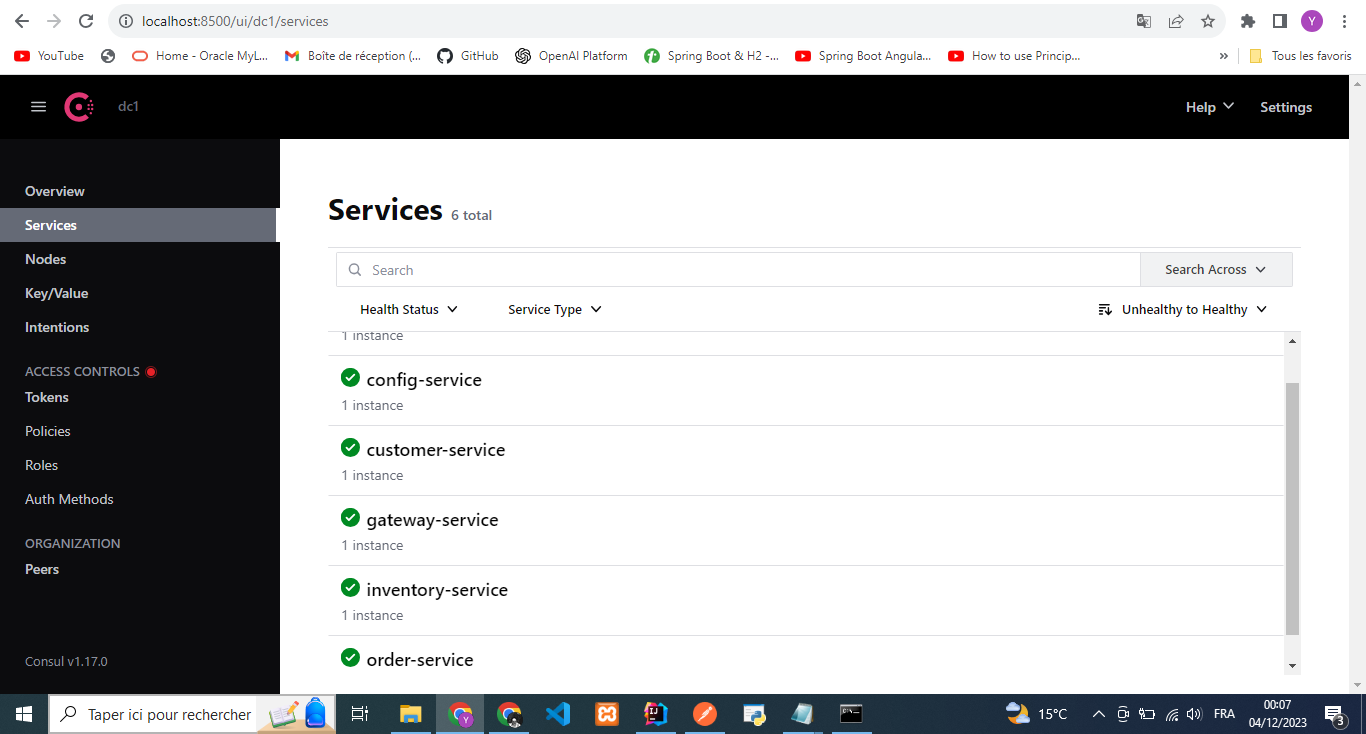 localhost:8500/ui/dc1/services
Y
YouTube
Home - Oracle MyL...
Boîte de réception (...
GitHub
OpenAI Platform
Spring Boot & H2 -...
Spring Boot Angula...
How to use Princip...
»
Tous les favoris
dc1
Help
Settings
Overview
Services
Nodes
Key/Value
Intentions
ACCESS CONTROLS
Tokens
Policies
Roles
Auth Methods
ORGANIZATION
Peers
Consul v1.17.0
Services 6 total
Search
Search Across
Health Status
Service Type
Unhealthy to Healthy
1 instance
config-service
1 instance
customer-service
1 instance
gateway-service
1 instance
inventory-service
1 instance
order-service
Taper ici pour rechercher
Y
15°C
FRA
00:07
04/12/2023
3